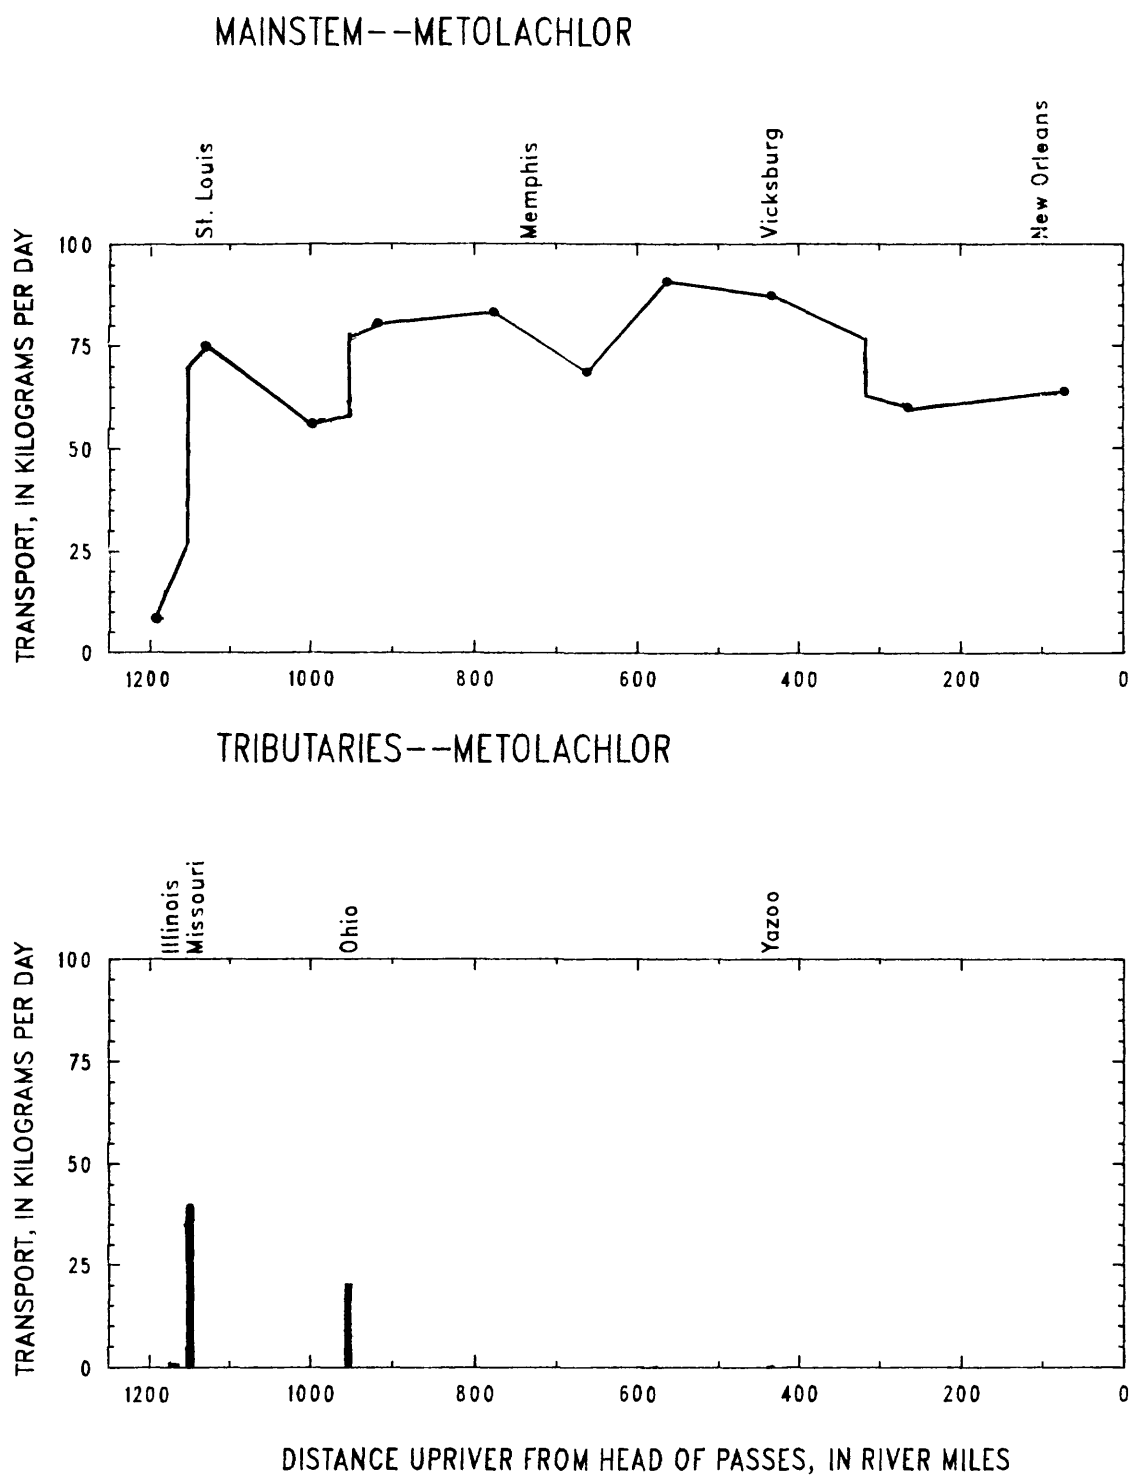 MAINSTEM--METOLACHLOR
St. Louis
Memphis
Vicksburg
New Orleans
TRANSPORT, IN KILOGRAMS PER DAY
100
75
50
25
0
1200 1000 800 600 400 200 0
TRIBUTARIES--METOLACHLOR
Illinois
Missouri
Ohio
Yazoo
TRANSPORT, IN KILOGRAMS PER DAY
100
75
50
25
0
1200 1000 800 600 400 200 0
DISTANCE UPRIVER FROM HEAD OF PASSES, IN RIVER MILES